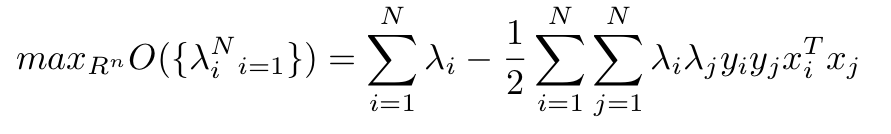 max_{R^n} O(\{\lambda_i^N{}_{i=1}\}) = \sum_{i=1}^{N} \lambda_i - \frac{1}{2} \sum_{i=1}^{N} \sum_{j=1}^{N} \lambda_i \lambda_j y_i y_j x_i^T x_j